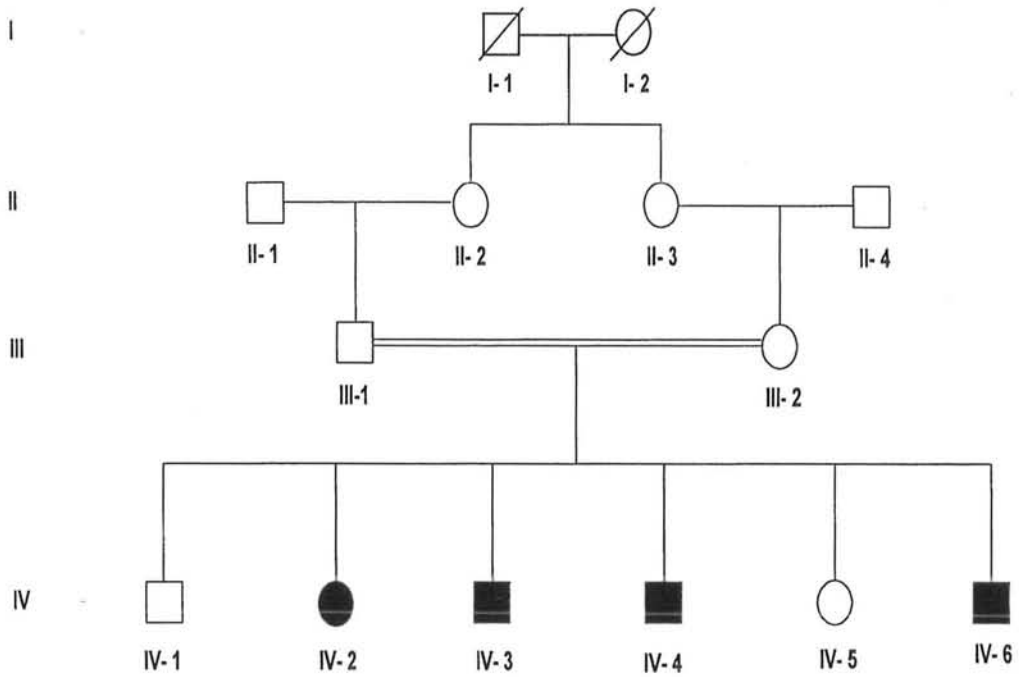 I
I- 1 I- 2
II
II- 1 II- 2 II- 3 II- 4
III
III-1 III- 2
IV
IV- 1 IV- 2 IV- 3 IV- 4 IV- 5 IV- 6